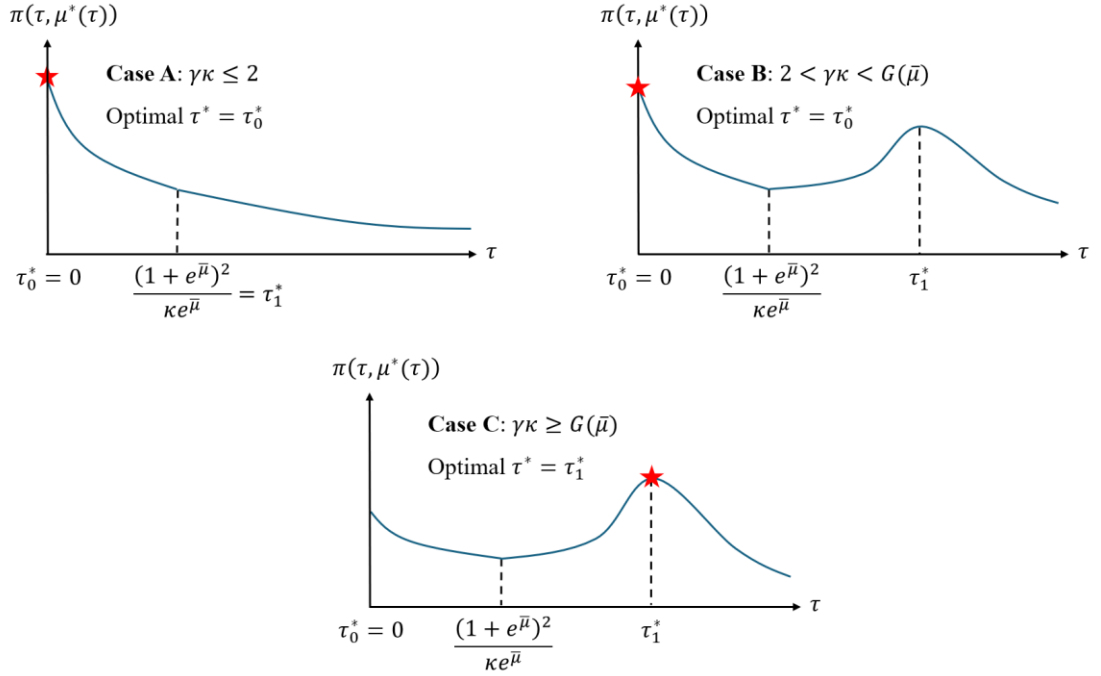 π(τ, μ*(τ))
Case A: γκ ≤ 2
Optimal τ* = τ₀*
τ
τ₀* = 0
(1 + e^μ̄)²
κe^μ̄
= τ₁*
π(τ, μ*(τ))
Case B: 2 < γκ < G(μ̄)
Optimal τ* = τ₀*
τ
τ₀* = 0
(1 + e^μ̄)²
κe^μ̄
τ₁*
π(τ, μ*(τ))
Case C: γκ ≥ G(μ̄)
Optimal τ* = τ₁*
τ
τ₀* = 0
(1 + e^μ̄)²
κe^μ̄
τ₁*